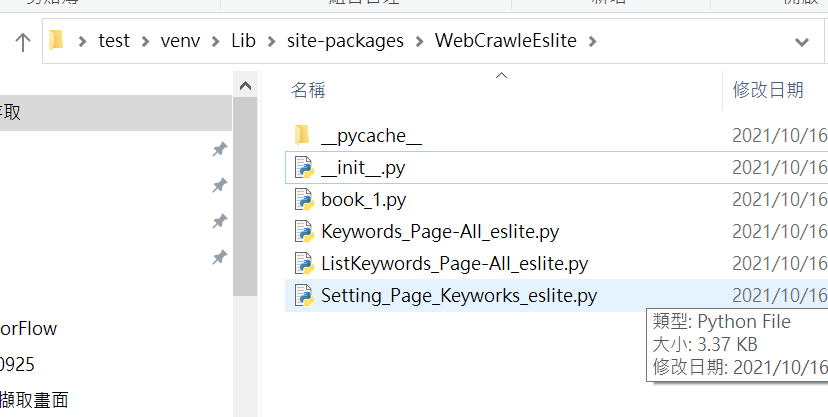 test > venv > Lib > site-packages > WebCrawleEslite >
名稱
修改日期
存取
__pycache__
2021/10/16
__init__.py
2021/10/16
book_1.py
2021/10/16
Keywords_Page-All_eslite.py
2021/10/16
ListKeywords_Page-All_eslite.py
2021/10/16
Setting_Page_Keyworks_eslite.py
2021/10/16
類型: Python File
大小: 3.37 KB
修改日期: 2021/10/16
orFlow
0925
擷取畫面